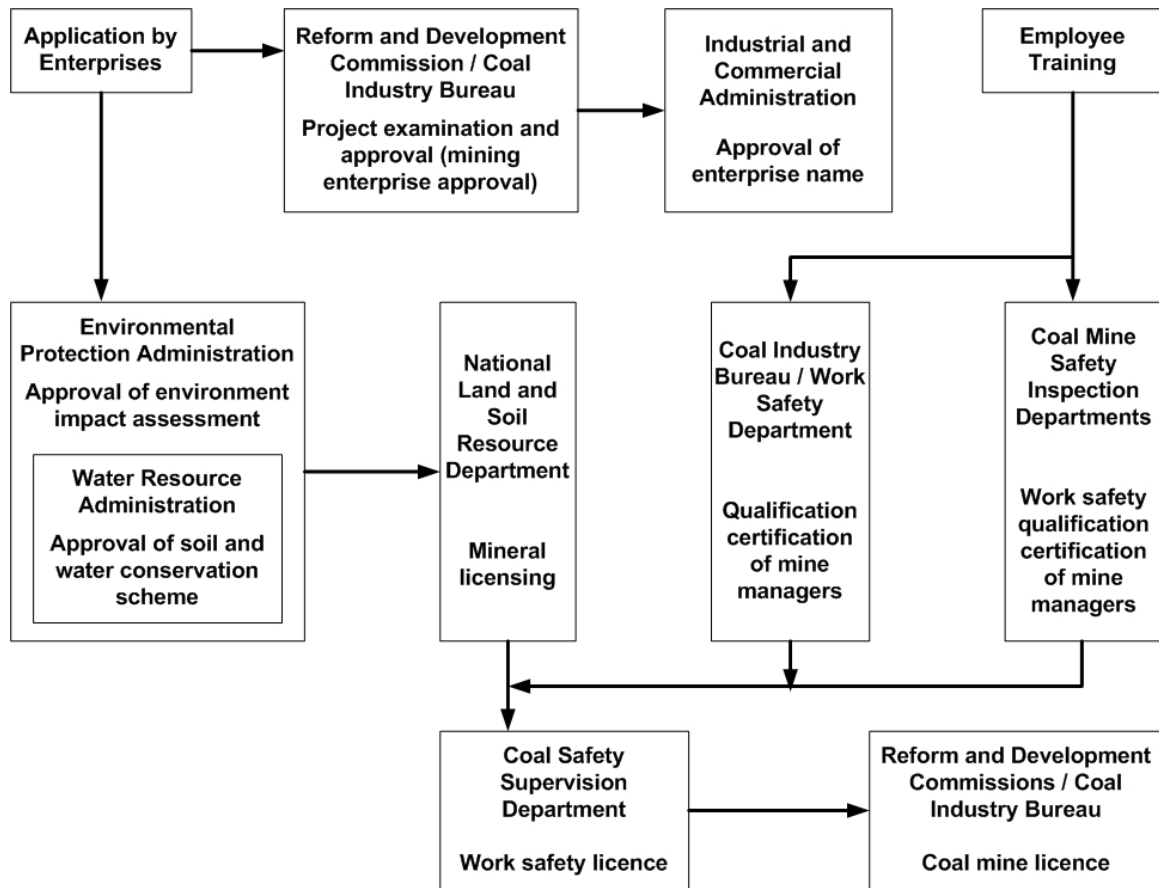 Application by
Enterprises
Reform and Development
Commission / Coal
Industry Bureau
Project examination and
approval (mining
enterprise approval)
Industrial and
Commercial
Administration
Approval of
enterprise name
Employee
Training
Environmental
Protection Administration
Approval of environment
impact assessment
Water Resource
Administration
Approval of soil and
water conservation
scheme
National
Land and
Soil
Resource
Department
Mineral
licensing
Coal Industry
Bureau / Work
Safety
Department
Qualification
certification
of mine
managers
Coal Mine
Safety
Inspection
Departments
Work safety
qualification
certification
of mine
managers
Coal Safety
Supervision
Department
Work safety licence
Reform and Development
Commissions / Coal
Industry Bureau
Coal mine licence